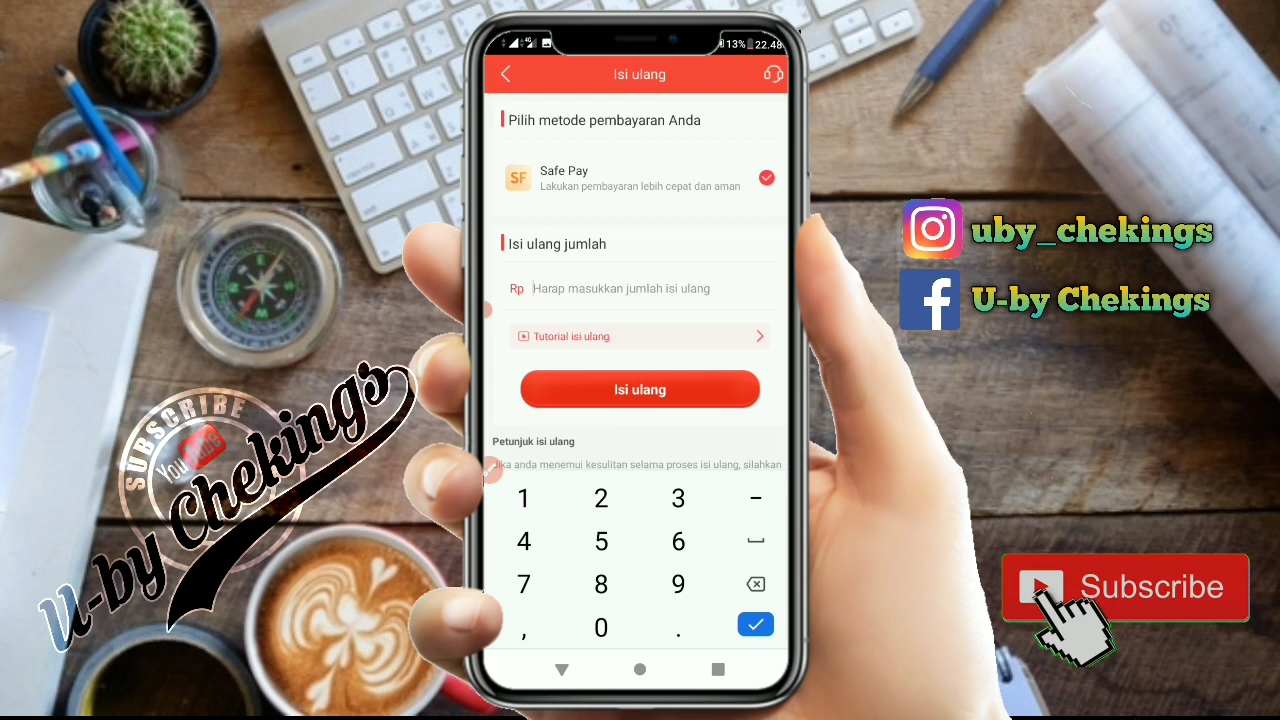 4G 13% 22.48
Isi ulang
Pilih metode pembayaran Anda
SF
Safe Pay
Lakukan pembayaran lebih cepat dan aman
Isi ulang jumlah
Rp Harap masukkan jumlah isi ulang
Tutorial isi ulang
Isi ulang
Petunjuk isi ulang
Jika anda menemui kesulitan selama proses isi ulang, silahkan
1 2 3 -
4 5 6
7 8 9
, 0 .
uby_chekings
U-by Chekings
SUBSCRIBE
YouTube
U-by Chekings
Subscribe